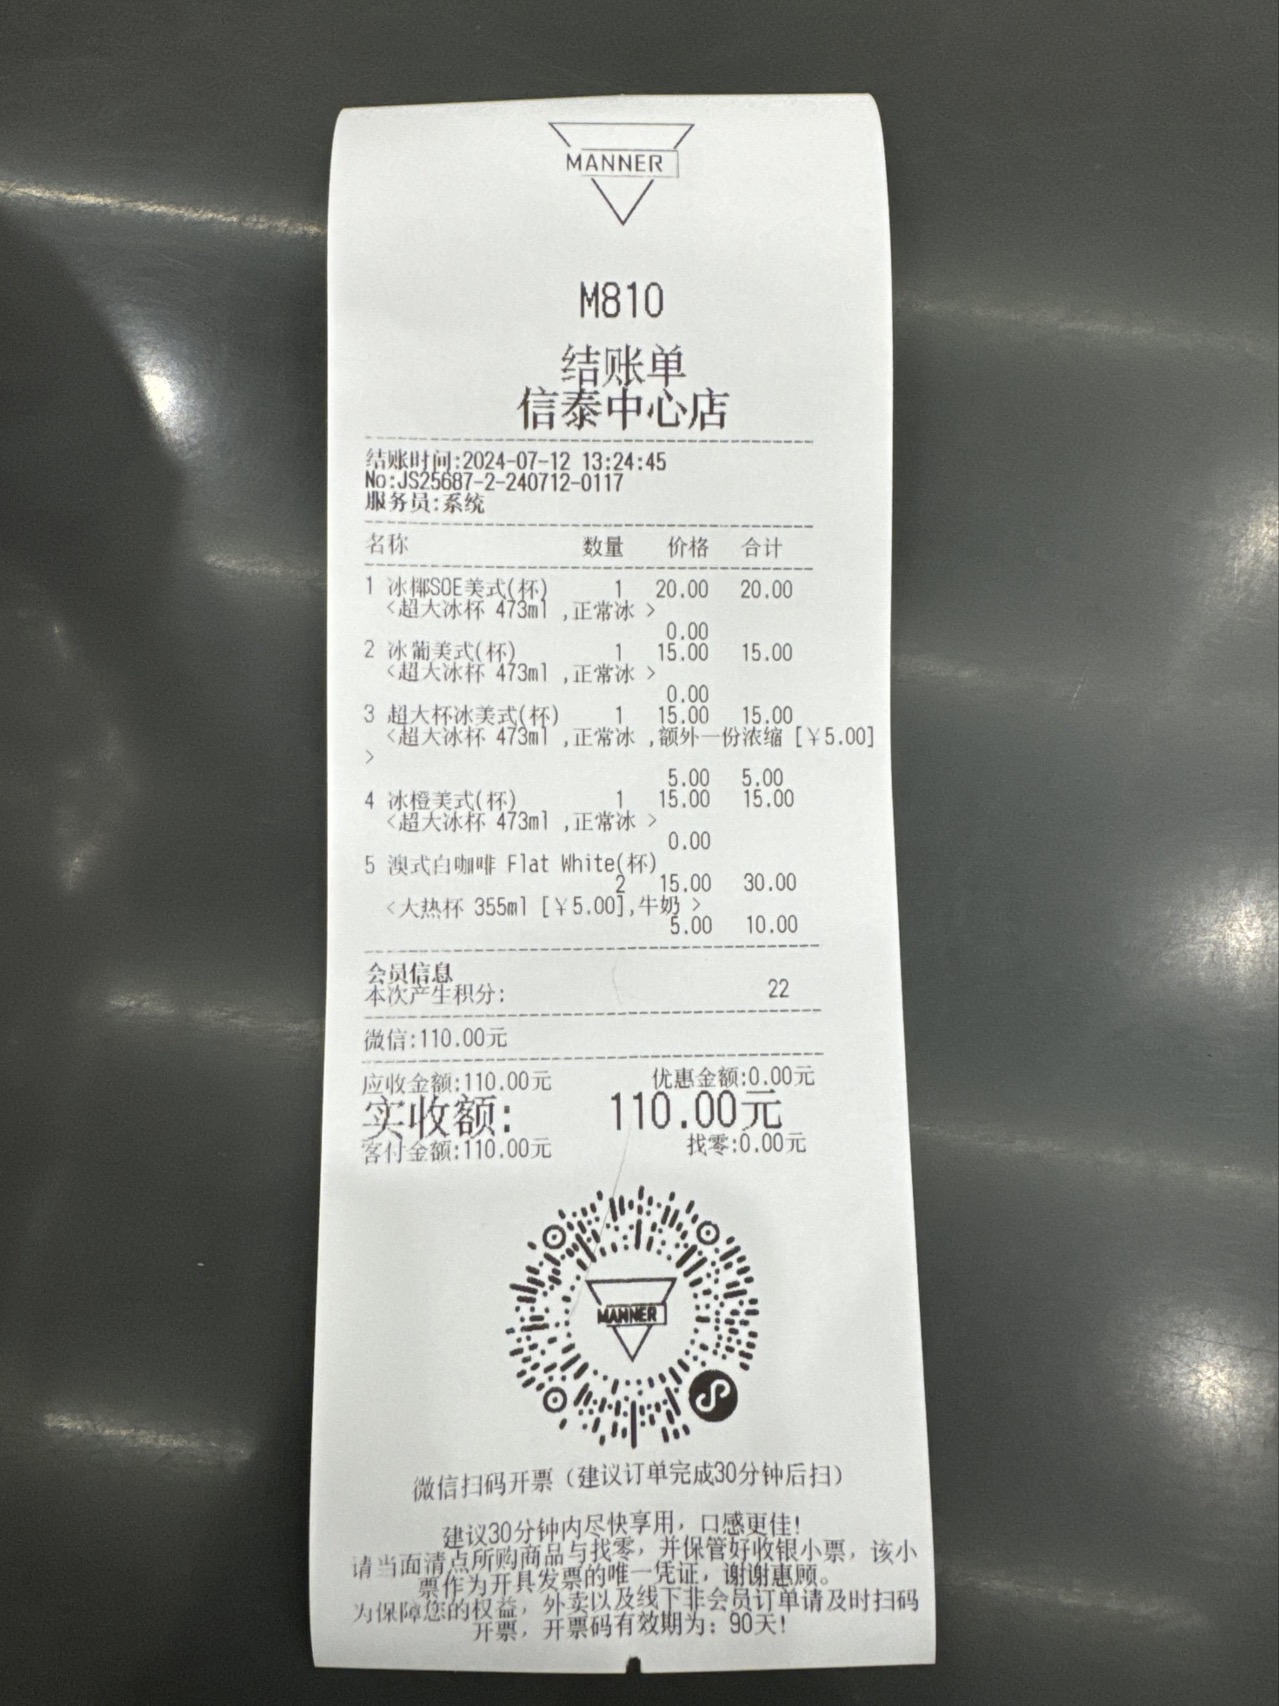 MANNER
M810
结账单
信泰中心店
结账时间:2024-07-12 13:24:45
No:JS25687-2-240712-0117
服务员:系统
名称 数量 价格 合计
1 冰椰SOE美式(杯) 1 20.00 20.00
<超大冰杯 473ml ,正常冰 >
0.00
2 冰葡美式(杯) 1 15.00 15.00
<超大冰杯 473ml ,正常冰 >
0.00
3 超大杯冰美式(杯) 1 15.00 15.00
<超大冰杯 473ml ,正常冰 ,额外一份浓缩 [￥5.00]
>
5.00 5.00
4 冰橙美式(杯) 1 15.00 15.00
<超大冰杯 473ml ,正常冰 >
0.00
5 澳式白咖啡 Flat White(杯)
2 15.00 30.00
<大热杯 355ml [￥5.00],牛奶 >
5.00 10.00
会员信息
本次产生积分: 22
微信:110.00元
应收金额:110.00元 优惠金额:0.00元
实收额: 110.00元
客付金额:110.00元 找零:0.00元
MANNER
微信扫码开票（建议订单完成30分钟后扫）
建议30分钟内尽快享用，口感更佳!
请当面清点所购商品与找零，并保管好收银小票，该小
票作为开具发票的唯一凭证，谢谢惠顾。
为保障您的权益，外卖以及线下非会员订单请及时扫码
开票，开票码有效期为：90天!